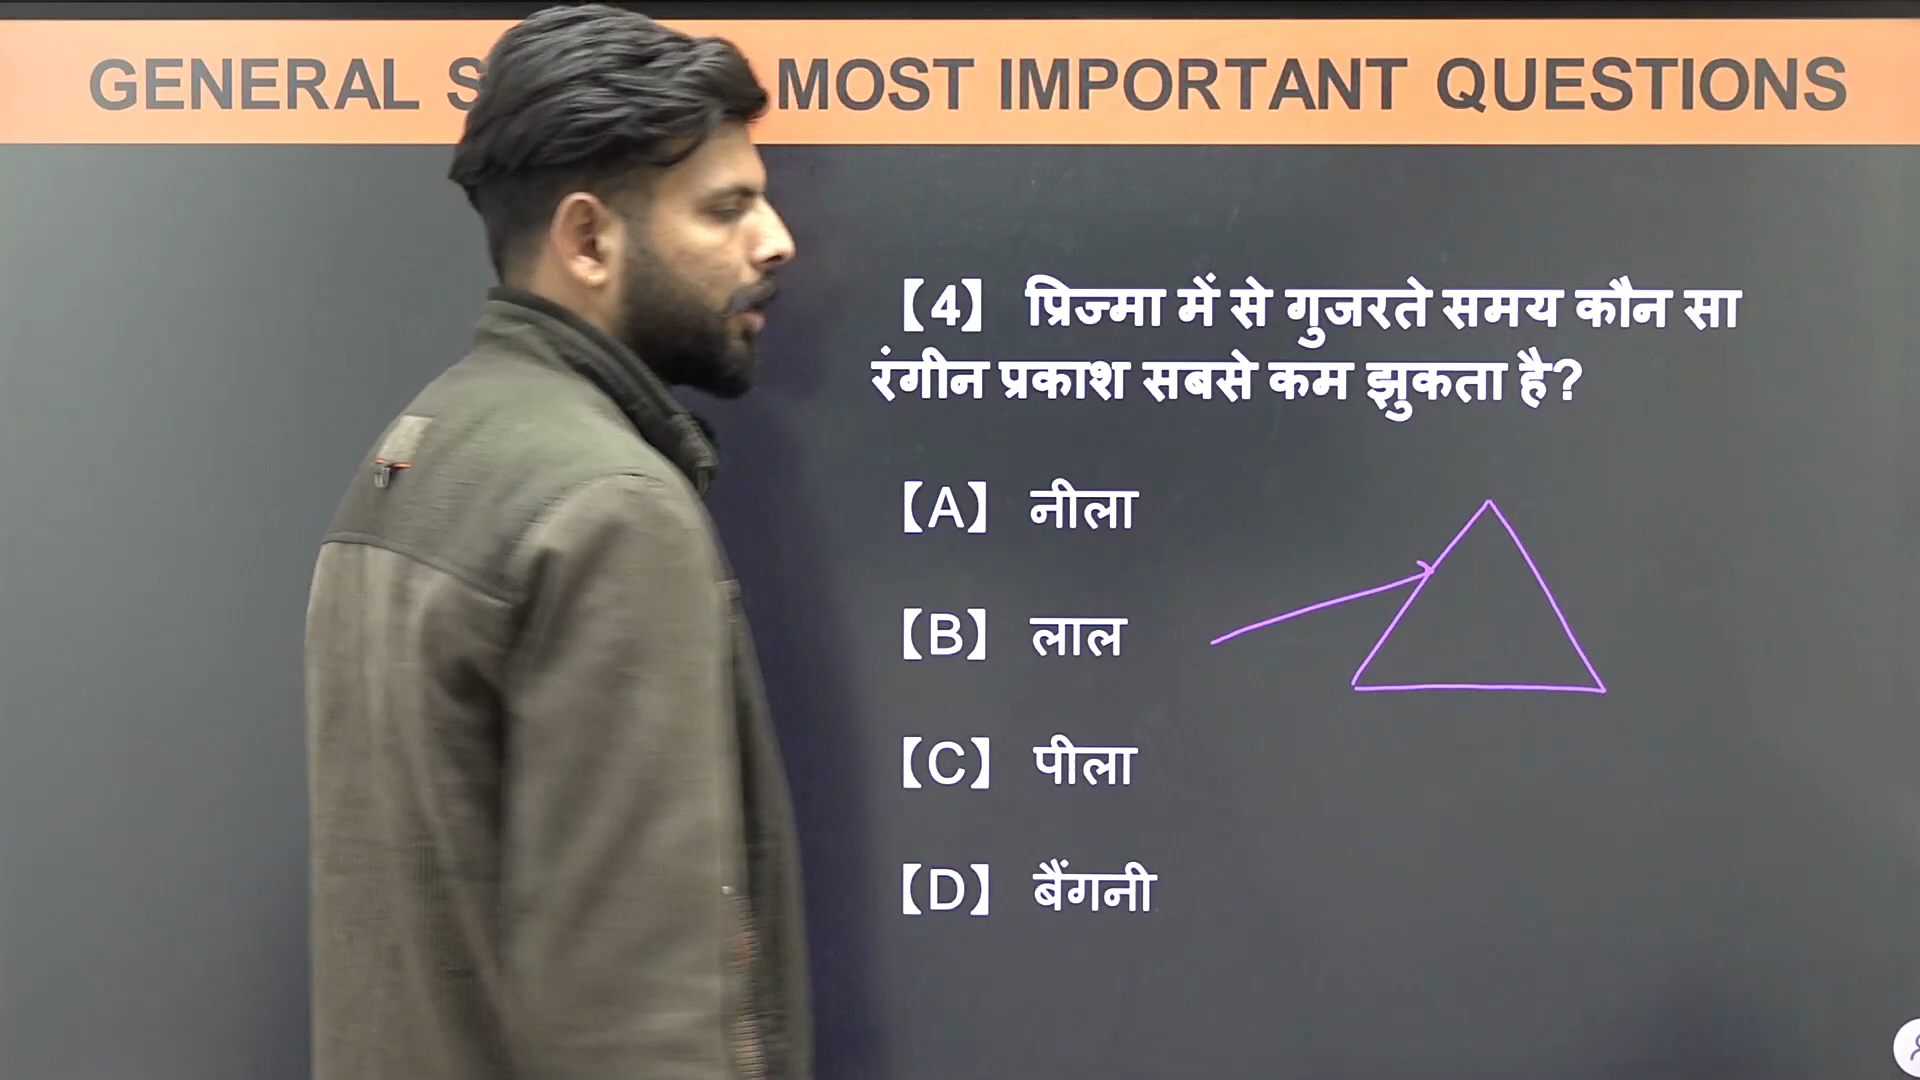 GENERAL S MOST IMPORTANT QUESTIONS
【4】 प्रिज्मा में से गुजरते समय कौन सा
रंगीन प्रकाश सबसे कम झुकता है?
【A】 नीला
【B】 लाल
【C】 पीला
【D】 बैंगनी